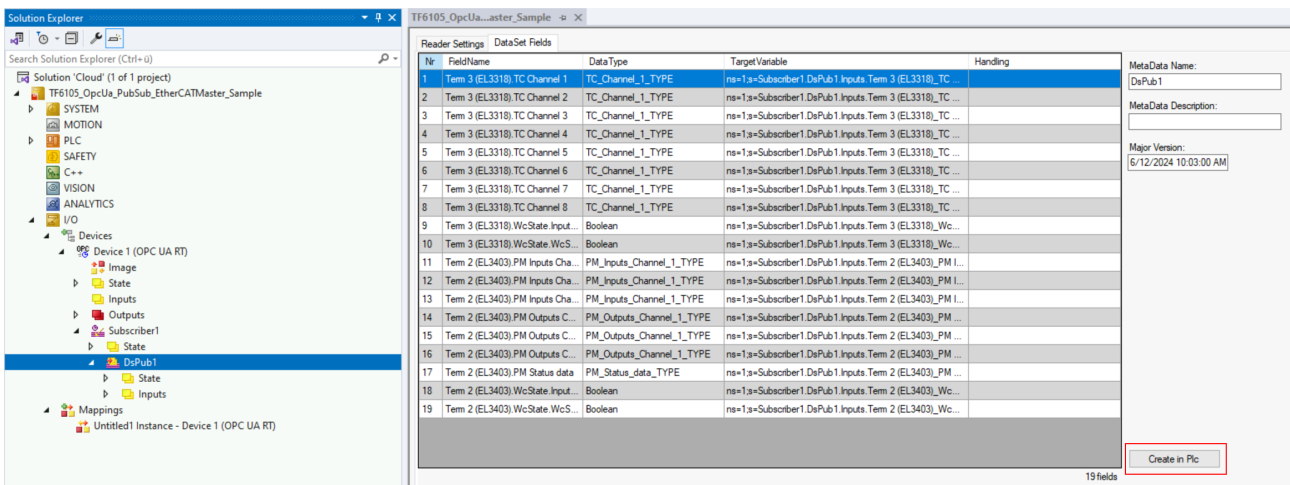 Solution Explorer
Search Solution Explorer (Ctrl+ü)
Solution 'Cloud' (1 of 1 project)
TF6105_OpcUa_PubSub_EtherCATMaster_Sample
SYSTEM
MOTION
PLC
SAFETY
C++
VISION
ANALYTICS
I/O
Devices
Device 1 (OPC UA RT)
Image
State
Inputs
Outputs
Subscriber1
State
DsPub1
State
Inputs
Mappings
Untitled1 Instance - Device 1 (OPC UA RT)
TF6105_OpcUa...aster_Sample
Reader Settings DataSet Fields
Nr FieldName DataType TargetVariable Handling
1 Term 3 (EL3318).TC Channel 1 TC_Channel_1_TYPE ns=1;s=Subscriber1.DsPub1.Inputs.Term 3 (EL3318)_TC ...
2 Term 3 (EL3318).TC Channel 2 TC_Channel_1_TYPE ns=1;s=Subscriber1.DsPub1.Inputs.Term 3 (EL3318)_TC ...
3 Term 3 (EL3318).TC Channel 3 TC_Channel_1_TYPE ns=1;s=Subscriber1.DsPub1.Inputs.Term 3 (EL3318)_TC ...
4 Term 3 (EL3318).TC Channel 4 TC_Channel_1_TYPE ns=1;s=Subscriber1.DsPub1.Inputs.Term 3 (EL3318)_TC ...
5 Term 3 (EL3318).TC Channel 5 TC_Channel_1_TYPE ns=1;s=Subscriber1.DsPub1.Inputs.Term 3 (EL3318)_TC ...
6 Term 3 (EL3318).TC Channel 6 TC_Channel_1_TYPE ns=1;s=Subscriber1.DsPub1.Inputs.Term 3 (EL3318)_TC ...
7 Term 3 (EL3318).TC Channel 7 TC_Channel_1_TYPE ns=1;s=Subscriber1.DsPub1.Inputs.Term 3 (EL3318)_TC ...
8 Term 3 (EL3318).TC Channel 8 TC_Channel_1_TYPE ns=1;s=Subscriber1.DsPub1.Inputs.Term 3 (EL3318)_TC ...
9 Term 3 (EL3318).WcState.Input... Boolean ns=1;s=Subscriber1.DsPub1.Inputs.Term 3 (EL3318)_Wc...
10 Term 3 (EL3318).WcState.WcS... Boolean ns=1;s=Subscriber1.DsPub1.Inputs.Term 3 (EL3318)_Wc...
11 Term 2 (EL3403).PM Inputs Cha... PM_Inputs_Channel_1_TYPE ns=1;s=Subscriber1.DsPub1.Inputs.Term 2 (EL3403)_PM I...
12 Term 2 (EL3403).PM Inputs Cha... PM_Inputs_Channel_1_TYPE ns=1;s=Subscriber1.DsPub1.Inputs.Term 2 (EL3403)_PM I...
13 Term 2 (EL3403).PM Inputs Cha... PM_Inputs_Channel_1_TYPE ns=1;s=Subscriber1.DsPub1.Inputs.Term 2 (EL3403)_PM I...
14 Term 2 (EL3403).PM Outputs C... PM_Outputs_Channel_1_TYPE ns=1;s=Subscriber1.DsPub1.Inputs.Term 2 (EL3403)_PM ...
15 Term 2 (EL3403).PM Outputs C... PM_Outputs_Channel_1_TYPE ns=1;s=Subscriber1.DsPub1.Inputs.Term 2 (EL3403)_PM ...
16 Term 2 (EL3403).PM Outputs C... PM_Outputs_Channel_1_TYPE ns=1;s=Subscriber1.DsPub1.Inputs.Term 2 (EL3403)_PM ...
17 Term 2 (EL3403).PM Status data PM_Status_data_TYPE ns=1;s=Subscriber1.DsPub1.Inputs.Term 2 (EL3403)_PM ...
18 Term 2 (EL3403).WcState.Input... Boolean ns=1;s=Subscriber1.DsPub1.Inputs.Term 2 (EL3403)_Wc...
19 Term 2 (EL3403).WcState.WcS... Boolean ns=1;s=Subscriber1.DsPub1.Inputs.Term 2 (EL3403)_Wc...
19 fields
MetaData Name:
DsPub1
MetaData Description:
Major Version:
6/12/2024 10:03:00 AM
Create in Plc